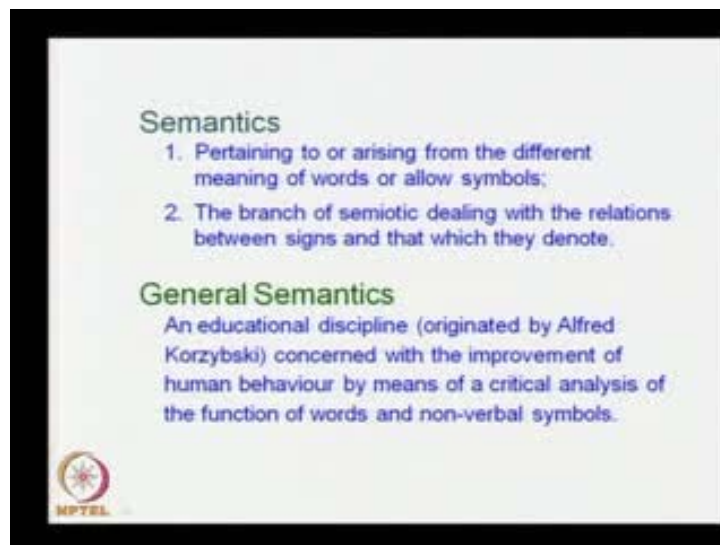 Semantics
1. Pertaining to or arising from the different
meaning of words or allow symbols;
2. The branch of semiotic dealing with the relations
between signs and that which they denote.
General Semantics
An educational discipline (originated by Alfred
Korzybski) concerned with the improvement of
human behaviour by means of a critical analysis of
the function of words and non-verbal symbols.
NPTEL